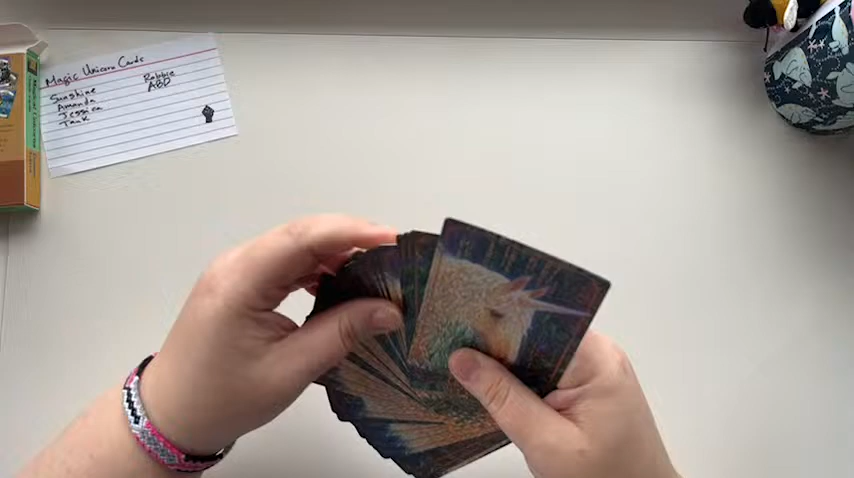 Magic Unicorn Cards
Sunshine
Amanda
Jessica
Tank
Robbie
ABD